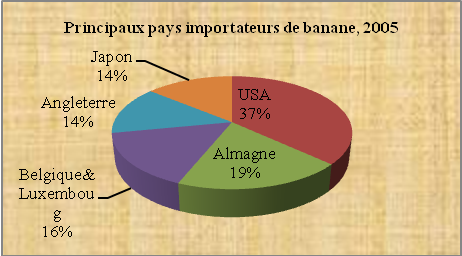 Principaux pays importateurs de banane, 2005
Japon
14%
USA
37%
Angleterre
14%
Almagne
19%
Belgique&
Luxembou
g
16%